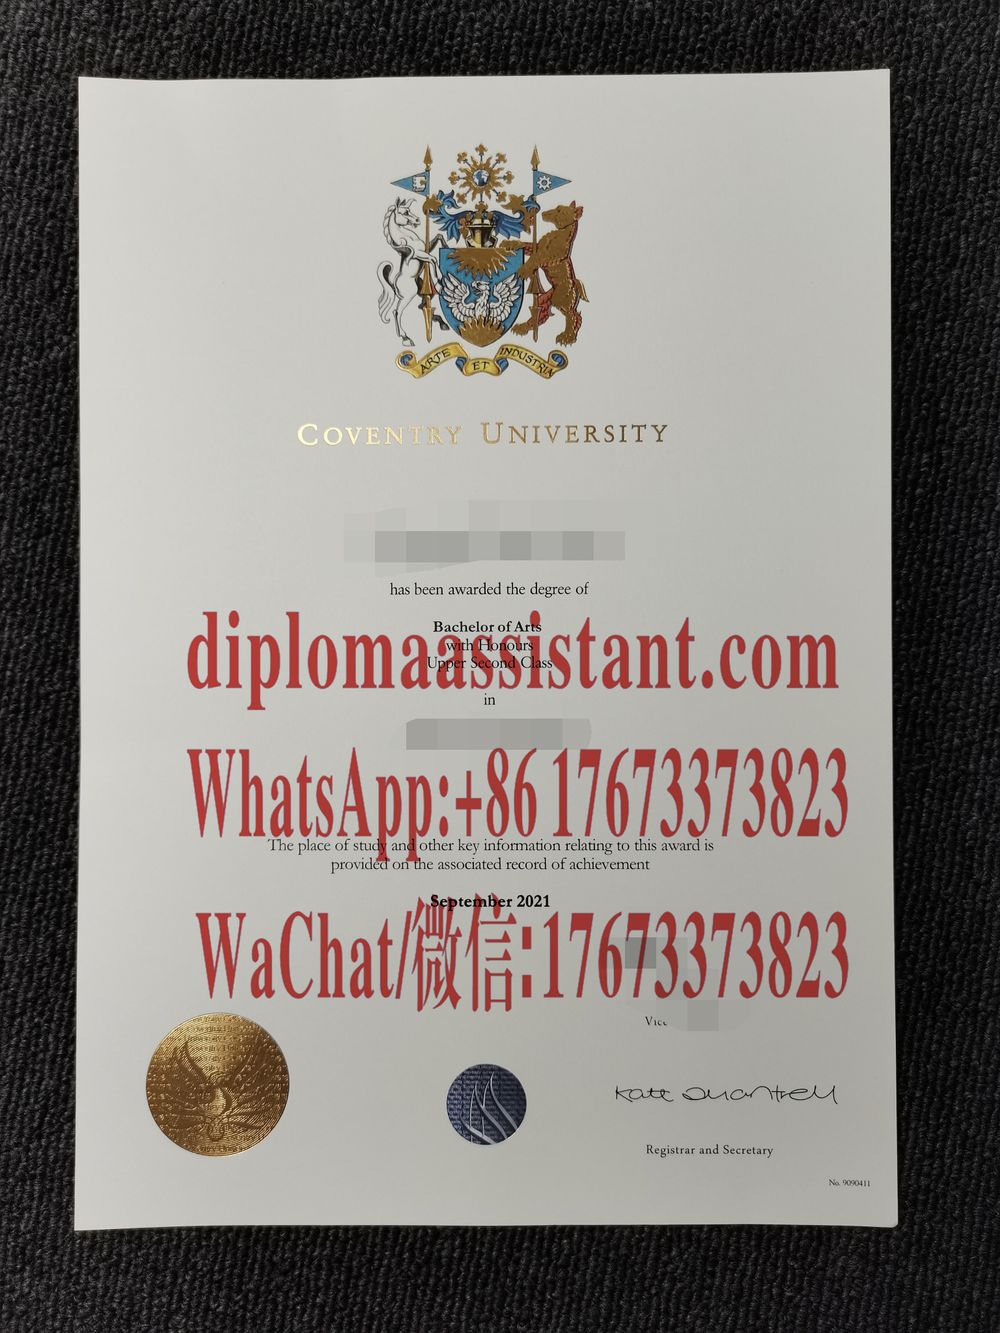 ARTE ET INDUSTRIA
COVENTRY UNIVERSITY
has been awarded the degree of
Bachelor of Arts
with Honours
Upper Second Class
diplomaassistant.com
in
WhatsApp:+86 17673373823
The place of study and other key information relating to this award is
provided on the associated record of achievement
September 2021
WaChat/微信:17673373823
Registrar and Secretary
No. 9090411